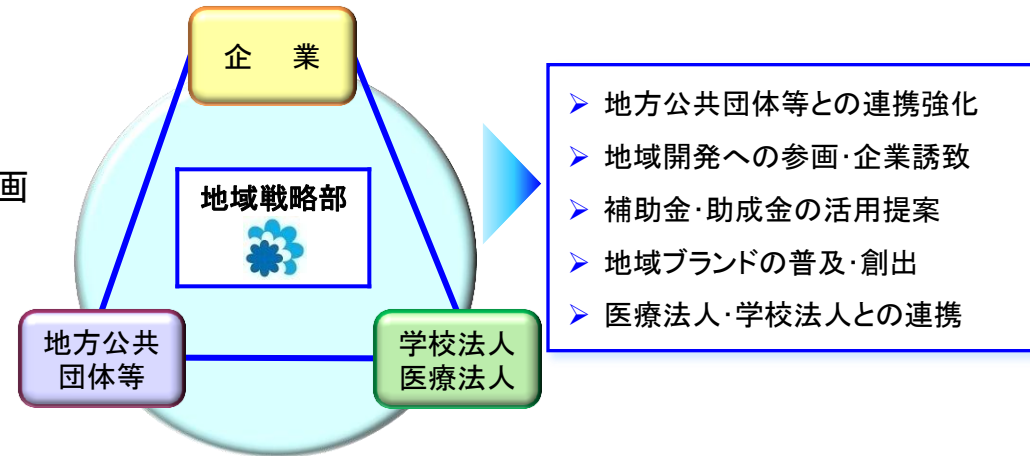 企　業
画
地域戦略部
地方公共
団体等
学校法人
医療法人
➢ 地方公共団体等との連携強化
➢ 地域開発への参画･企業誘致
➢ 補助金･助成金の活用提案
➢ 地域ブランドの普及･創出
➢ 医療法人･学校法人との連携